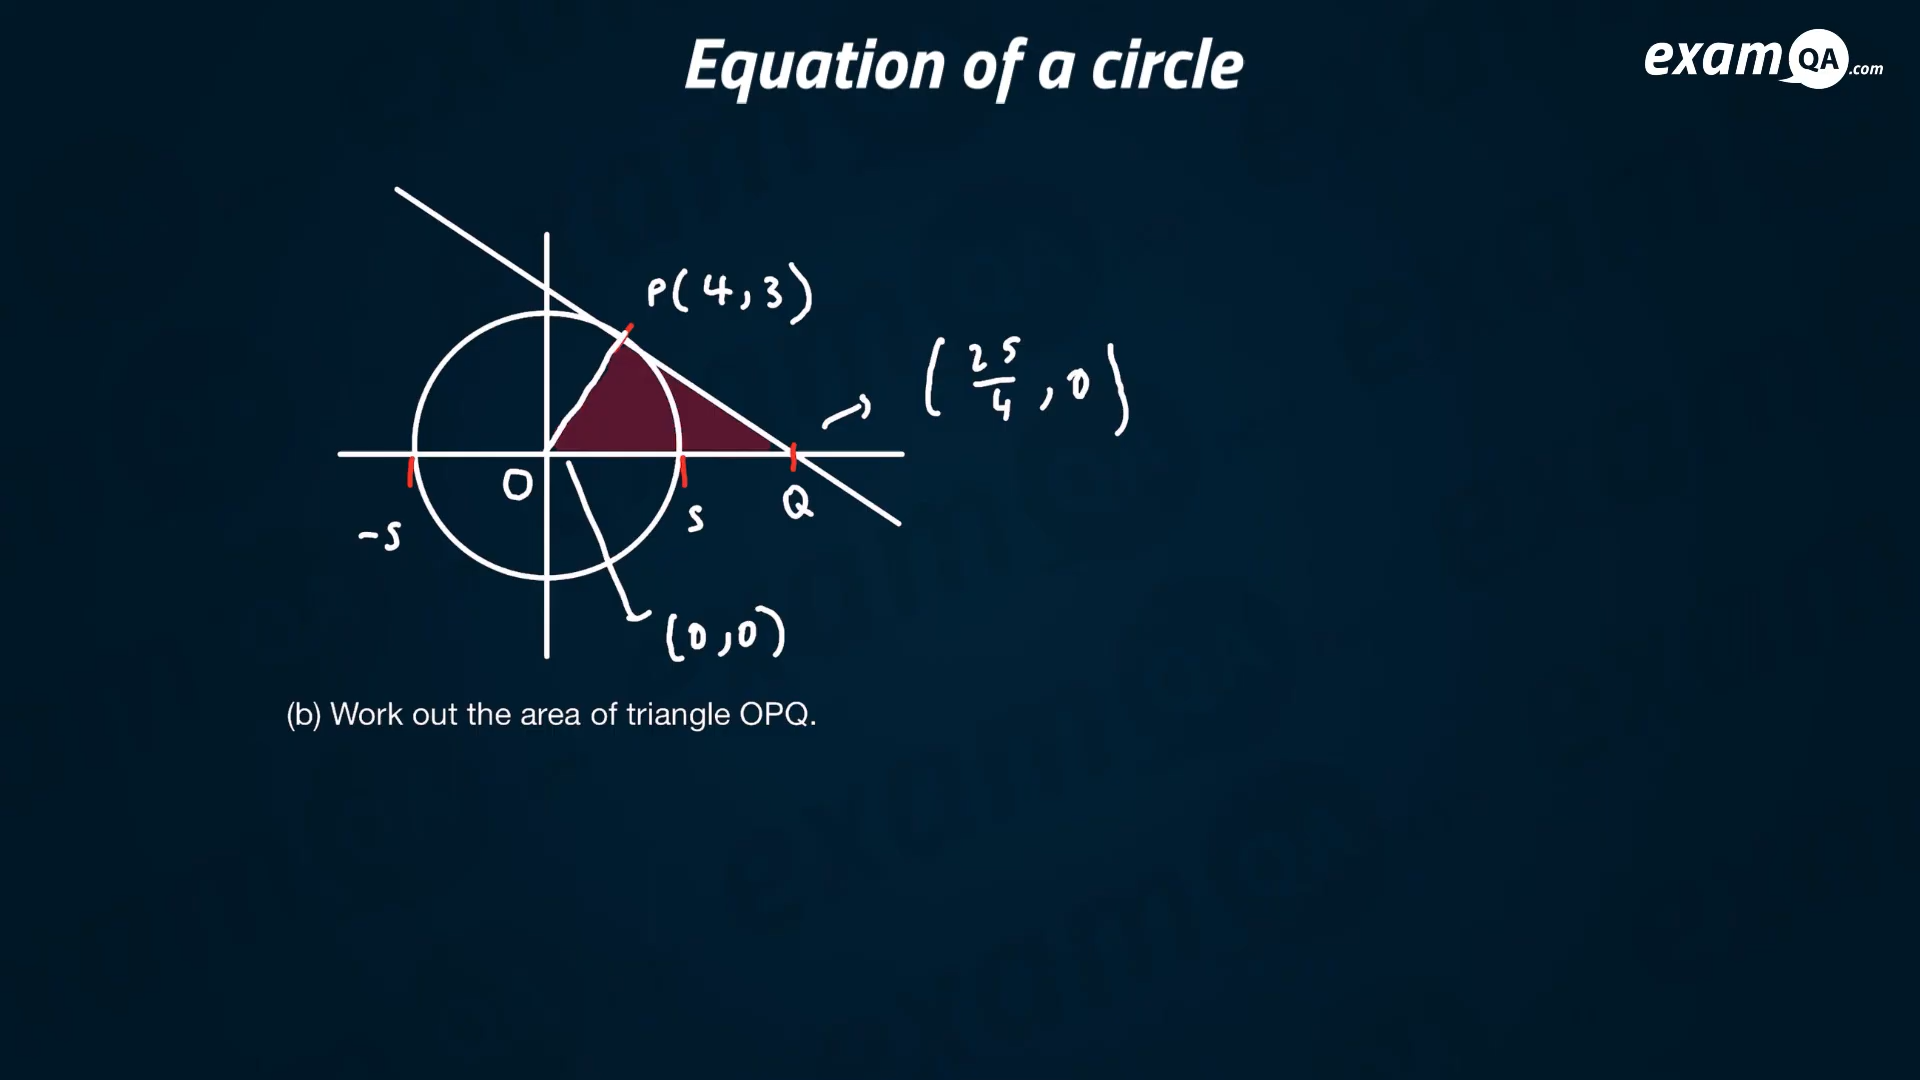 Equation of a circle
examQA.com
P(4,3)
(25/4,0)
O
Q
-5
5
(0,0)
(b) Work out the area of triangle OPQ.